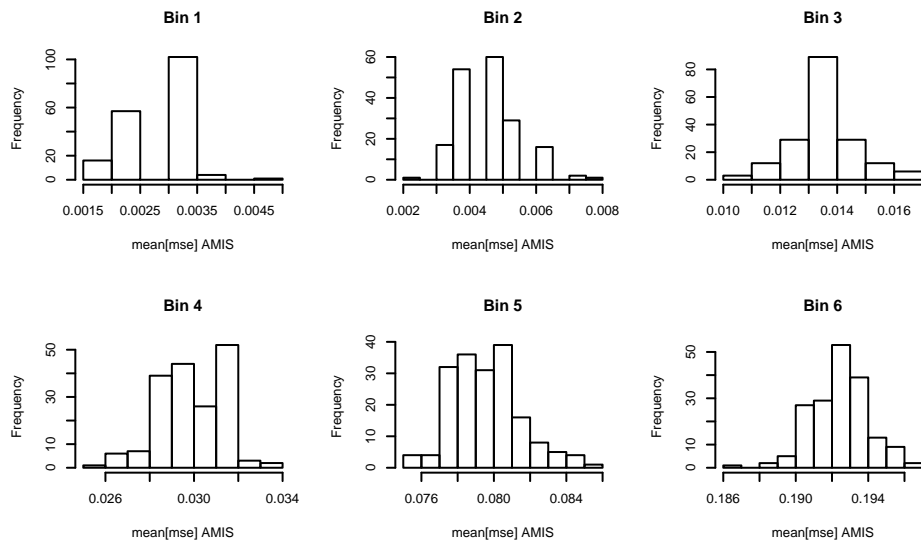 Bin 1
Frequency
0 20 60 100
0.0015 0.0025 0.0035 0.0045
mean[mse] AMIS
Bin 2
Frequency
0 20 40 60
0.002 0.004 0.006 0.008
mean[mse] AMIS
Bin 3
Frequency
0 20 40 60 80
0.010 0.012 0.014 0.016
mean[mse] AMIS
Bin 4
Frequency
0 10 30 50
0.026 0.030 0.034
mean[mse] AMIS
Bin 5
Frequency
0 10 20 30 40
0.076 0.080 0.084
mean[mse] AMIS
Bin 6
Frequency
0 10 30 50
0.186 0.190 0.194
mean[mse] AMIS